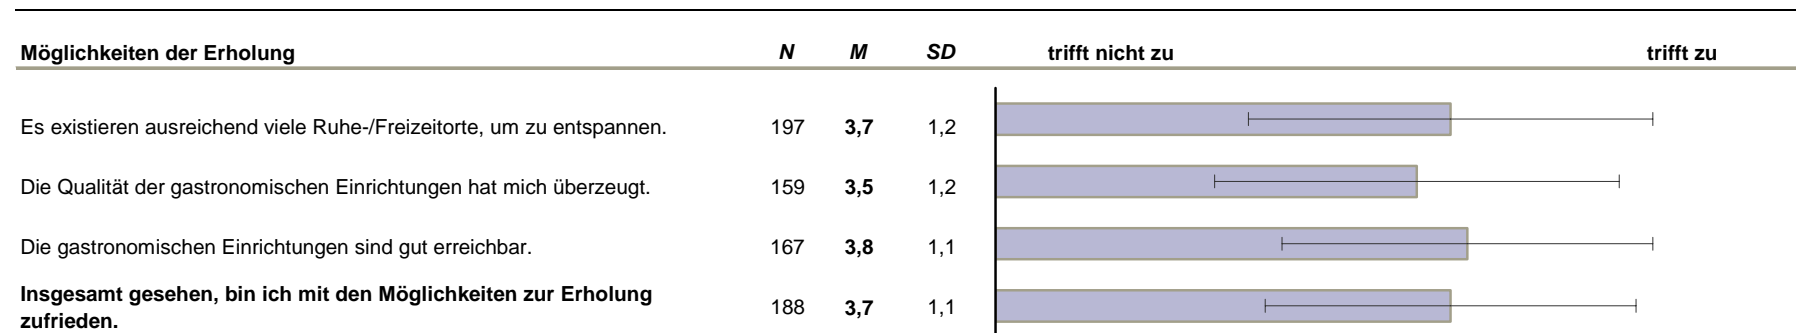 Möglichkeiten der Erholung N M SD trifft nicht zu trifft zu
Es existieren ausreichend viele Ruhe-/Freizeitorte, um zu entspannen. 197 3,7 1,2
Die Qualität der gastronomischen Einrichtungen hat mich überzeugt. 159 3,5 1,2
Die gastronomischen Einrichtungen sind gut erreichbar. 167 3,8 1,1
Insgesamt gesehen, bin ich mit den Möglichkeiten zur Erholung
zufrieden. 188 3,7 1,1